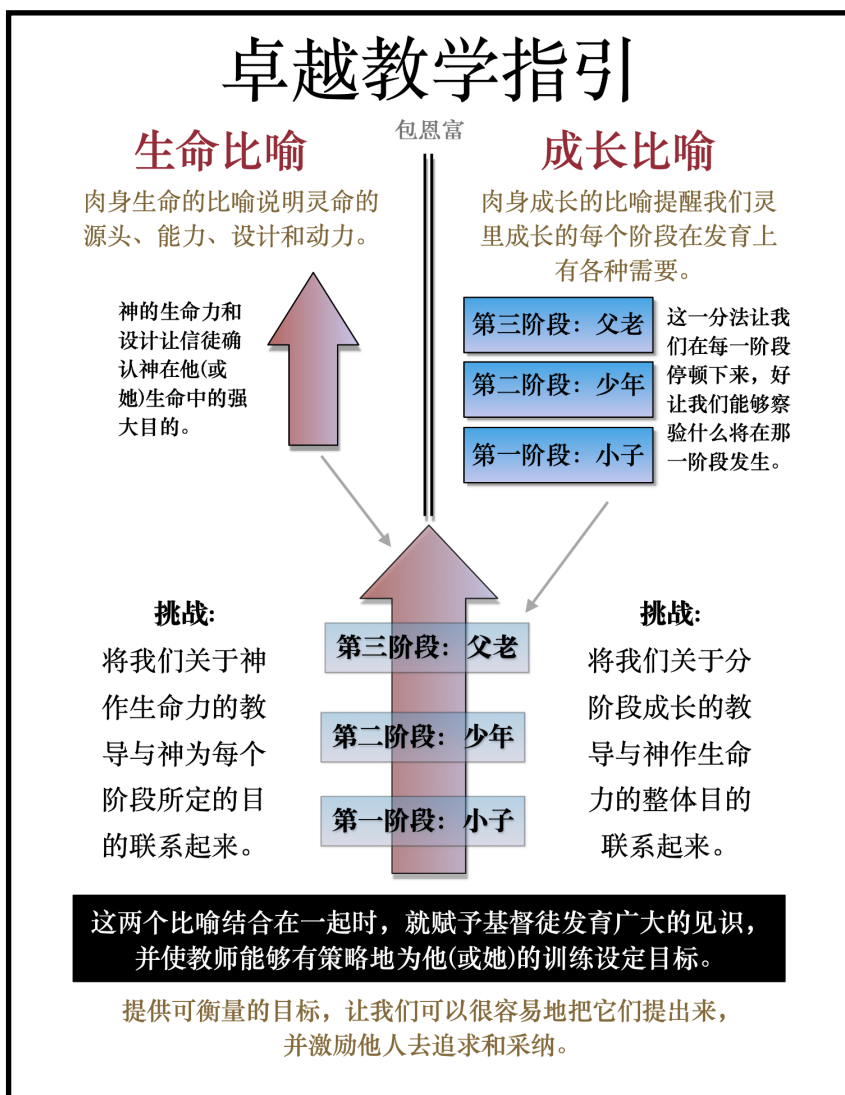 卓越教学指引
包恩富
生命比喻
肉身生命的比喻说明灵命的
源头、能力、设计和动力。
神的生命力和
设计让信徒确
认神在他(或
她)生命中的强
大目的。
成长比喻
肉身成长的比喻提醒我们灵
里成长的每个阶段在发育上
有各种需要。
第三阶段：父老
第二阶段：少年
第一阶段：小子
这一分法让我
们在每一阶段
停顿下来，好
让我们能够察
验什么将在那
一阶段发生。
挑战:
将我们关于神
作生命力的教
导与神为每个
阶段所定的目
的联系起来。
第三阶段：父老
第二阶段：少年
第一阶段：小子
挑战:
将我们关于分
阶段成长的教
导与神作生命
力的整体目的
联系起来。
这两个比喻结合在一起时，就赋予基督徒发育广大的见识，
并使教师能够有策略地为他(或她)的训练设定目标。
提供可衡量的目标，让我们可以很容易地把它们提出来，
并激励他人去追求和采纳。